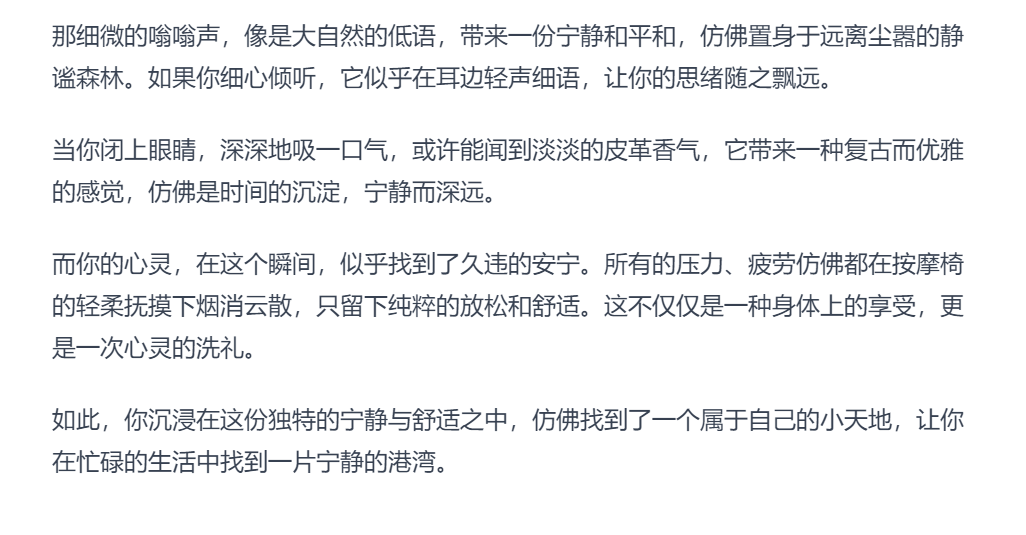 那细微的嗡嗡声，像是大自然的低语，带来一份宁静和平和，仿佛置身于远离尘嚣的静
谧森林。如果你细心倾听，它似乎在耳边轻声细语，让你的思绪随之飘远。
当你闭上眼睛，深深地吸一口气，或许能闻到淡淡的皮革香气，它带来一种复古而优雅
的感觉，仿佛是时间的沉淀，宁静而深远。
而你的心灵，在这个瞬间，似乎找到了久违的安宁。所有的压力、疲劳仿佛都在按摩椅
的轻柔抚摸下烟消云散，只留下纯粹的放松和舒适。这不仅仅是一种身体上的享受，更
是一次心灵的洗礼。
如此，你沉浸在这份独特的宁静与舒适之中，仿佛找到了一个属于自己的小天地，让你
在忙碌的生活中找到一片宁静的港湾。